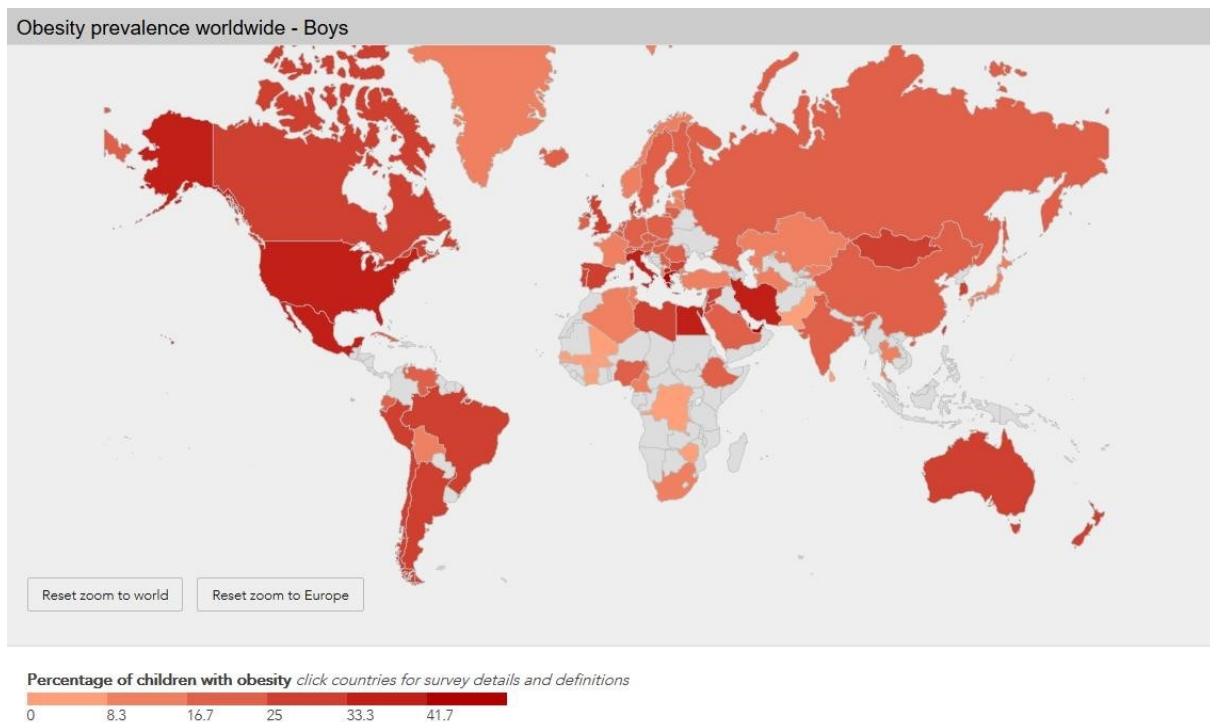 Obesity prevalence worldwide - Boys
Reset zoom to world Reset zoom to Europe
Percentage of children with obesity click countries for survey details and definitions
0 8.3 16.7 25 33.3 41.7